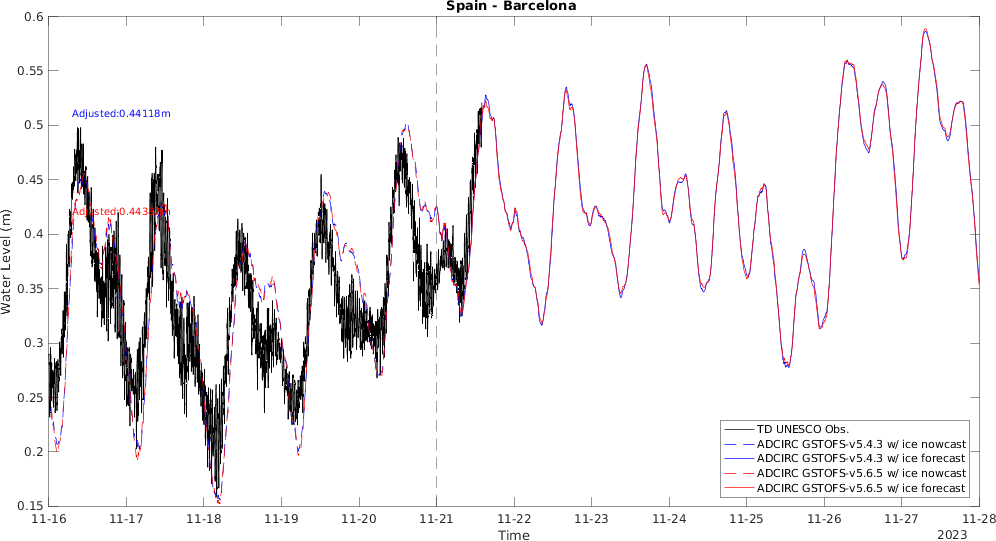 Spain - Barcelona
0.6
0.55
0.5
0.45
0.4
0.35
0.3
0.25
0.2
0.15
Water Level (m)
Adjusted:0.44118m
TD UNESCO Obs.
ADCIRC GSTOFS-v5.4.3 w/ ice nowcast
ADCIRC GSTOFS-v5.4.3 w/ ice forecast
ADCIRC GSTOFS-v5.6.5 w/ ice nowcast
ADCIRC GSTOFS-v5.6.5 w/ ice forecast
11-16 11-17 11-18 11-19 11-20 11-21 11-22 11-23 11-24 11-25 11-26 11-27 11-28
Time
2023